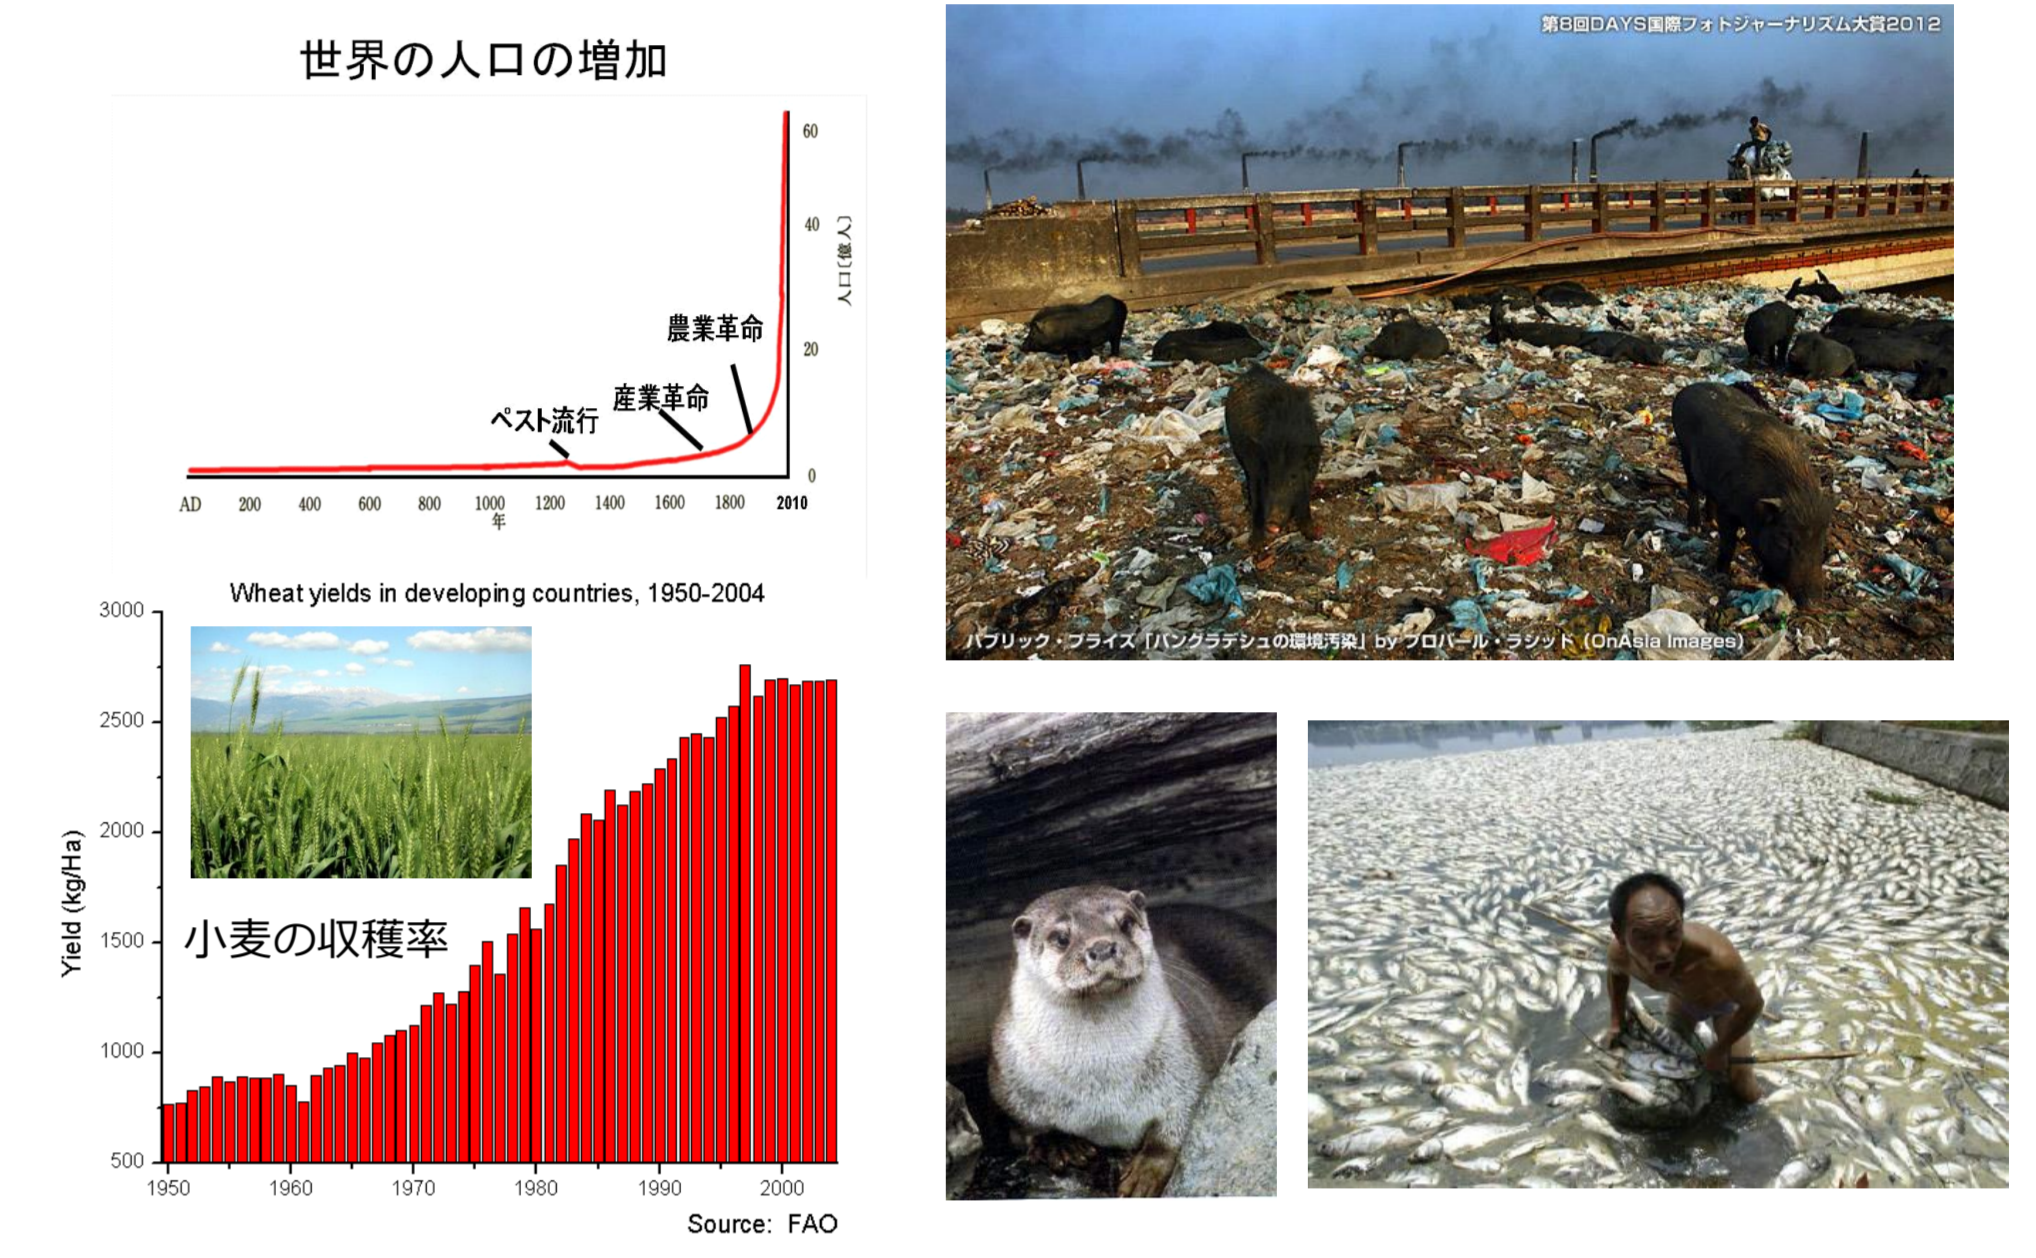 世界の人口の増加
60
40
人口〔億人〕
農業革命
20
産業革命
ペスト流行
0
AD 200 400 600 800 1000 1200 1400 1600 1800 2010
年
Wheat yields in developing countries, 1950-2004
3000
2500
2000
Yield (kg/Ha)
小麦の収穫率
1500
1000
500
1950 1960 1970 1980 1990 2000
Source: FAO
第8回DAYS国際フォトジャーナリズム大賞2012
パブリック・プライズ「バングラデシュの環境汚染」by プロバール・ラシッド（OnAsia Images）